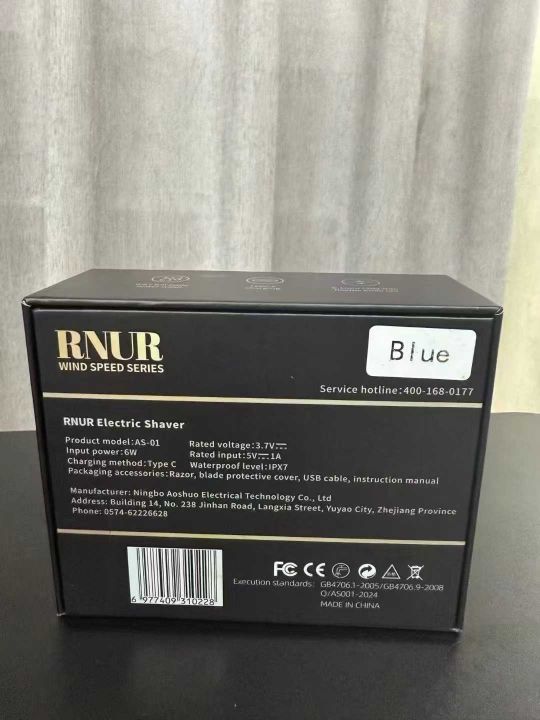 RNUR
WIND SPEED SERIES
Blue
Service hotline:400-168-0177
RNUR Electric Shaver
Product model:AS-01 Rated voltage:3.7V
Input power:6W Rated input:5V 1A
Charging method:Type C Waterproof level:IPX7
Packaging accessories:Razor, blade protective cover, USB cable, instruction manual
Manufacturer: Ningbo Aoshuo Electrical Technology Co., Ltd
Address: Building 14, No. 238 Jinhan Road, Langxia Street, Yuyao City, Zhejiang Province
Phone: 0574-62226628
6 977409 310228
FC CE
Execution standards: GB4706.1-2005/GB4706.9-2008
Q/AS001-2024
MADE IN CHINA